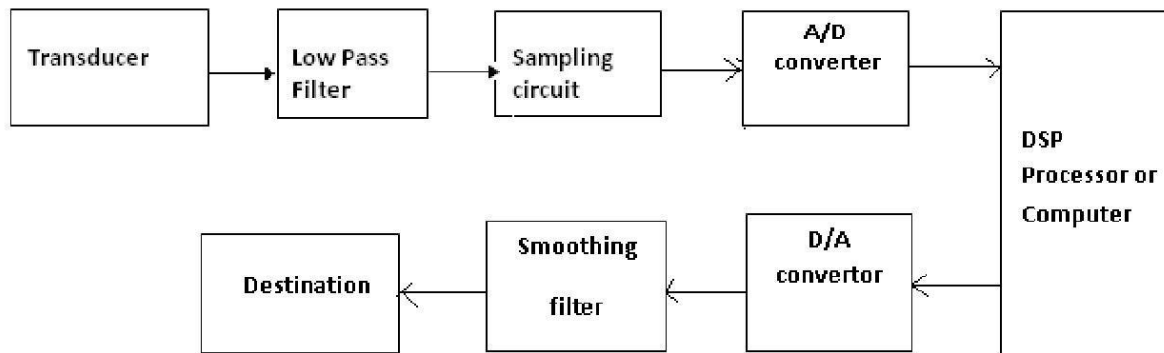 Transducer
Low Pass
Filter
Sampling
circuit
A/D
converter
DSP
Processor or
Computer
D/A
convertor
Smoothing
filter
Destination